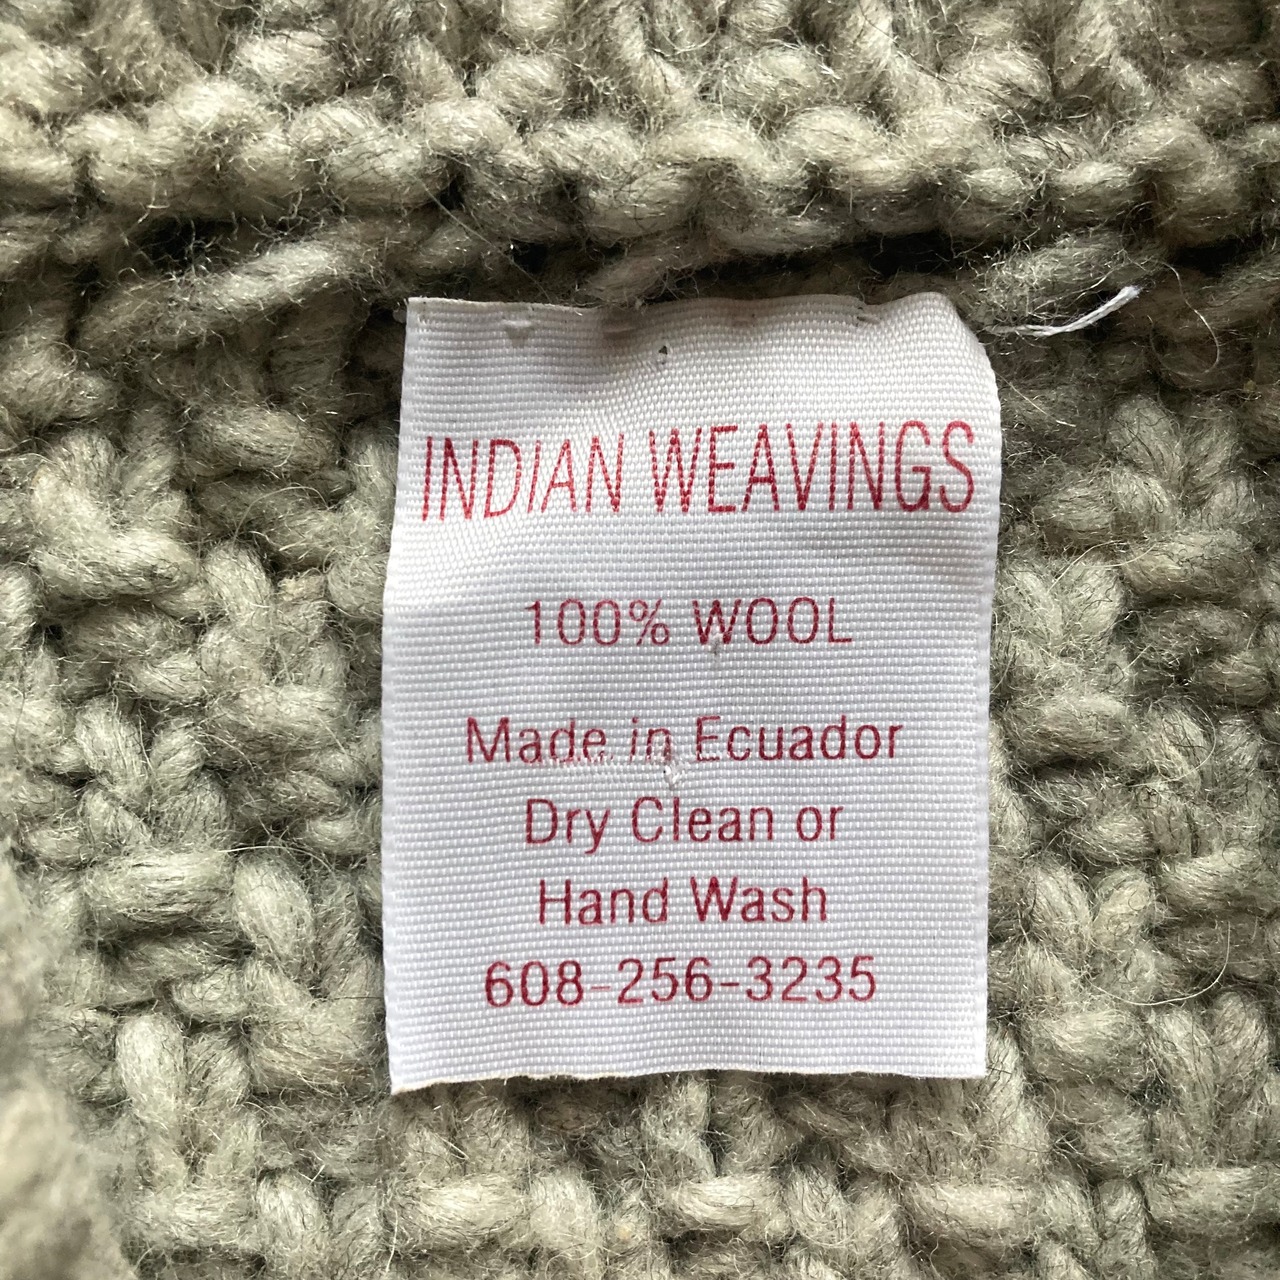 INDIAN WEAVINGS
100% WOOL
Made in Ecuador
Dry Clean or
Hand Wash
608-256-3235